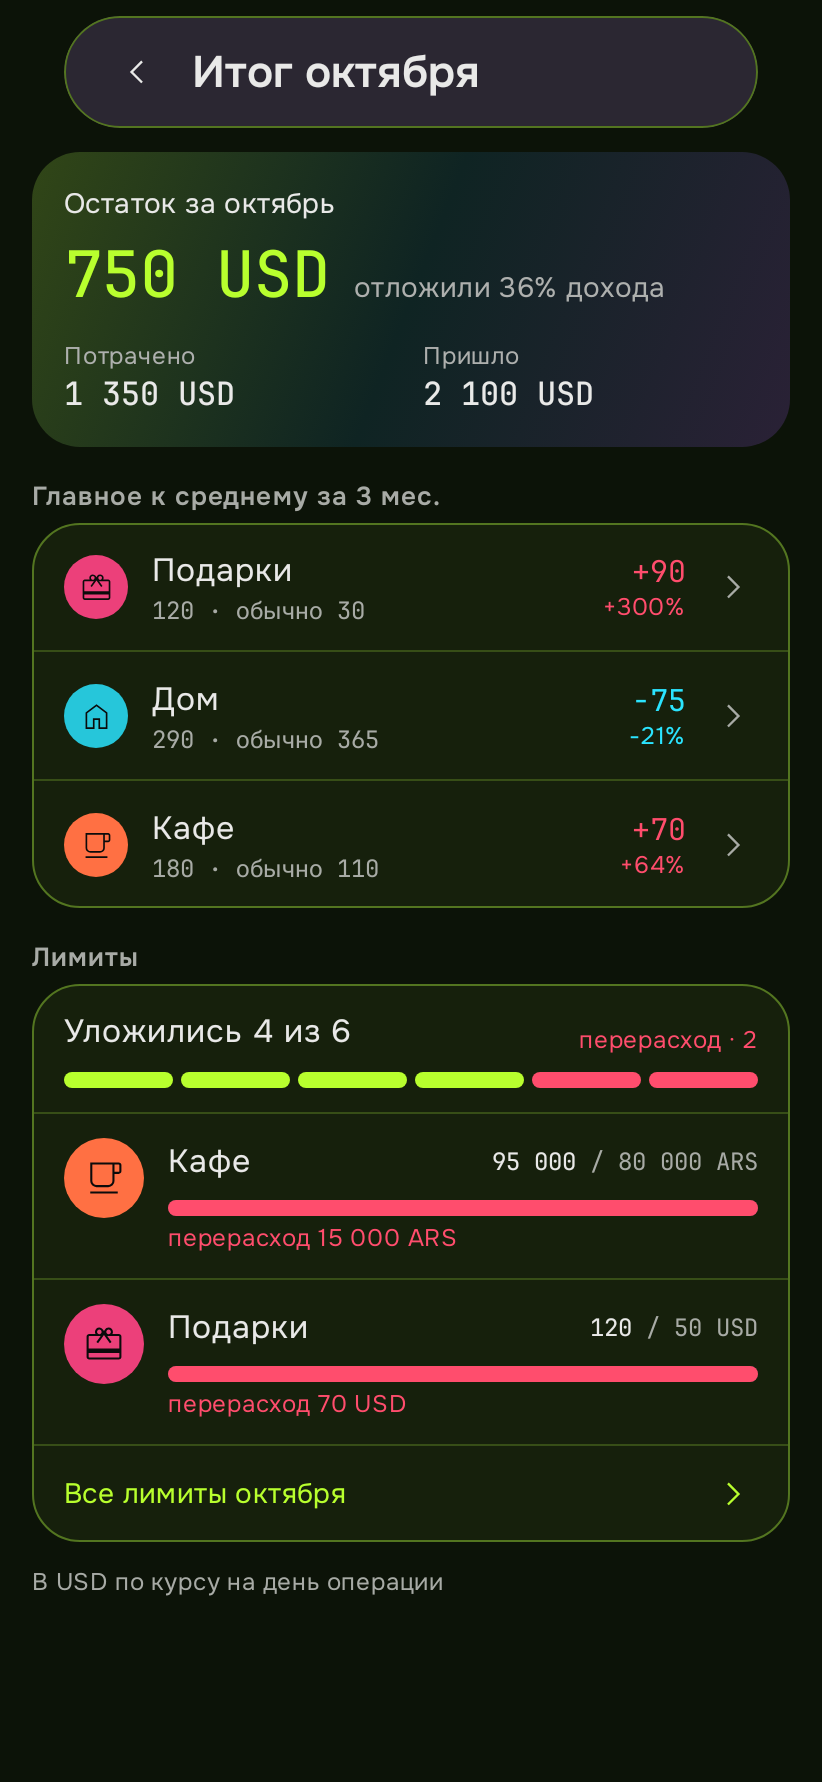 Итог октября
Остаток за октябрь
750 USD отложили 36% дохода
Потрачено Пришло
1 350 USD 2 100 USD
Главное к среднему за 3 мес.
Подарки +90
120 · обычно 30 +300%
Дом -75
290 · обычно 365 -21%
Кафе +70
180 · обычно 110 +64%
Лимиты
Уложились 4 из 6 перерасход · 2
Кафе 95 000 / 80 000 ARS
перерасход 15 000 ARS
Подарки 120 / 50 USD
перерасход 70 USD
Все лимиты октября
В USD по курсу на день операции